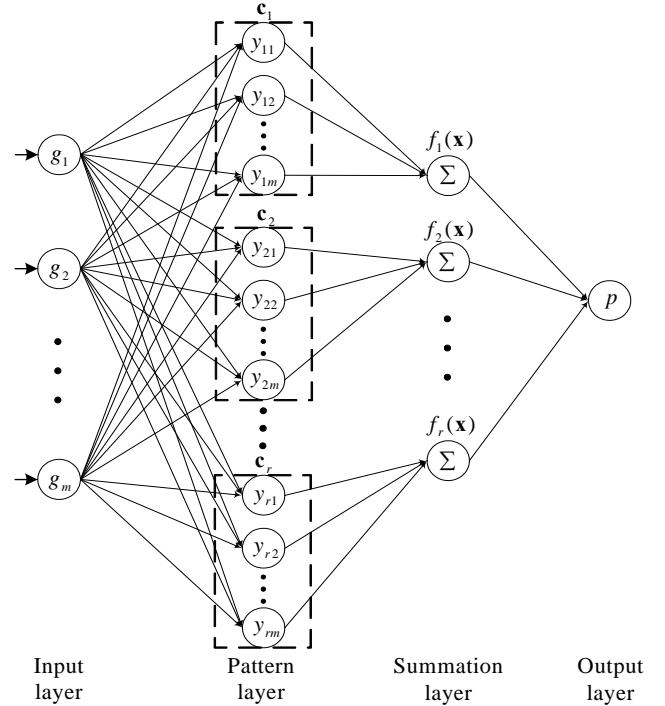 c₁
y₁₁
y₁₂
y₁ₘ
c₂
y₂₁
y₂₂
y₂ₘ
cᵣ
yᵣ₁
yᵣ₂
yᵣₘ
g₁
g₂
gₘ
f₁(x)
Σ
f₂(x)
Σ
fᵣ(x)
Σ
p
Input
layer
Pattern
layer
Summation
layer
Output
layer